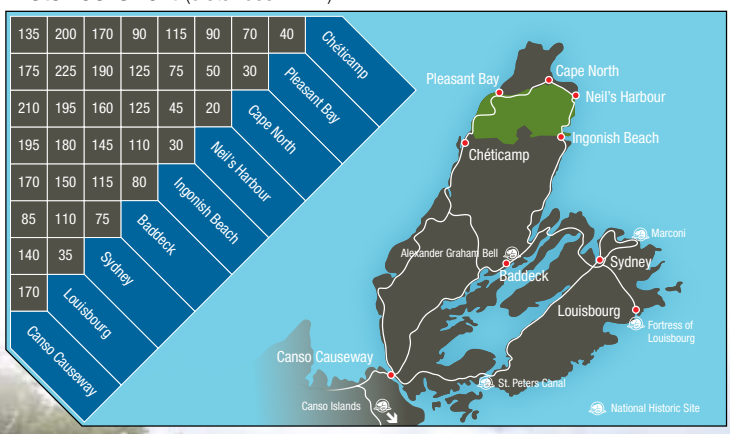 135 200 170 90 115 90 70 40 Chéticamp
175 225 190 125 75 50 30 Pleasant Bay
210 195 160 125 45 20 Cape North
195 180 145 110 30 Neil's Harbour
170 150 115 80 Ingonish Beach
85 110 75 Baddeck
140 35 Sydney
170 Louisbourg
Canso Causeway
Pleasant Bay
Cape North
Neil's Harbour
Ingonish Beach
Chéticamp
Marconi
Alexander Graham Bell
Baddeck
Sydney
Louisbourg
Fortress of
Louisbourg
Canso Causeway
St. Peters Canal
Canso Islands
National Historic Site